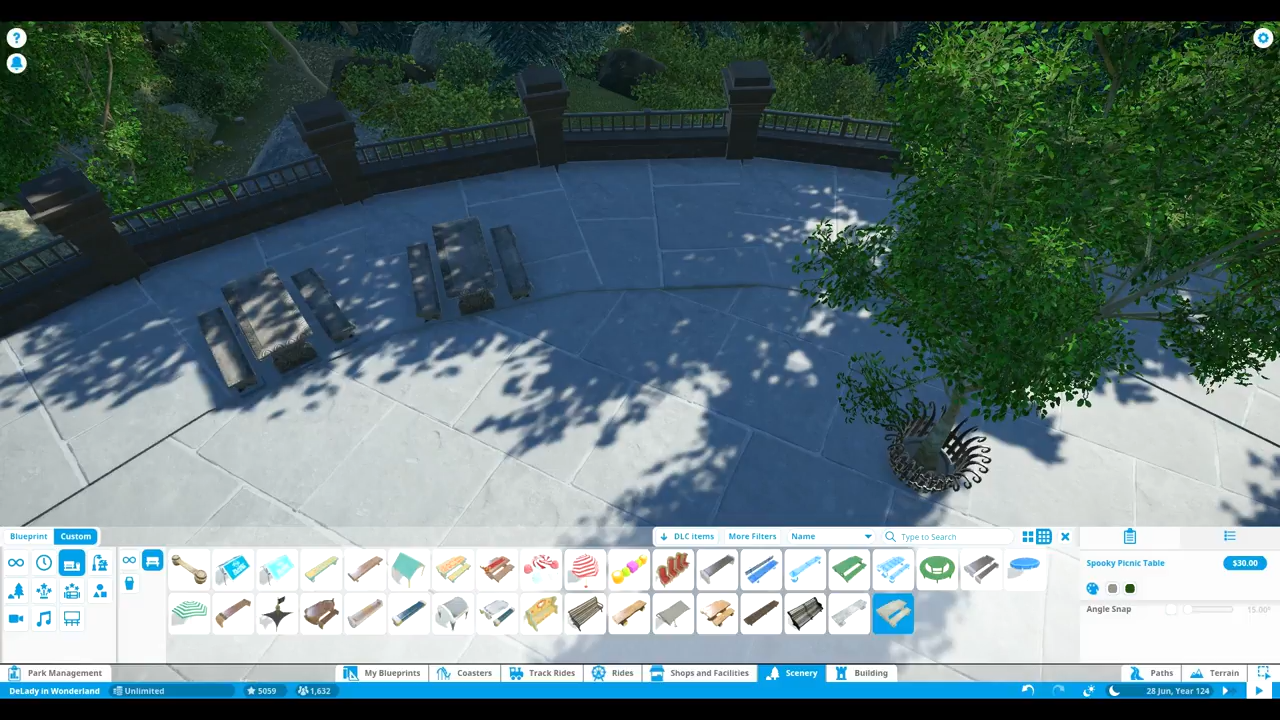 ?
Blueprint Custom
DLC items More Filters Name Type to Search
Spooky Picnic Table $30.00
Angle Snap 15.00°
Park Management My Blueprints Coasters Track Rides Rides Shops and Facilities Scenery Building Paths Terrain
DeLady in Wonderland Unlimited 5059 1,632 28 Jun, Year 124